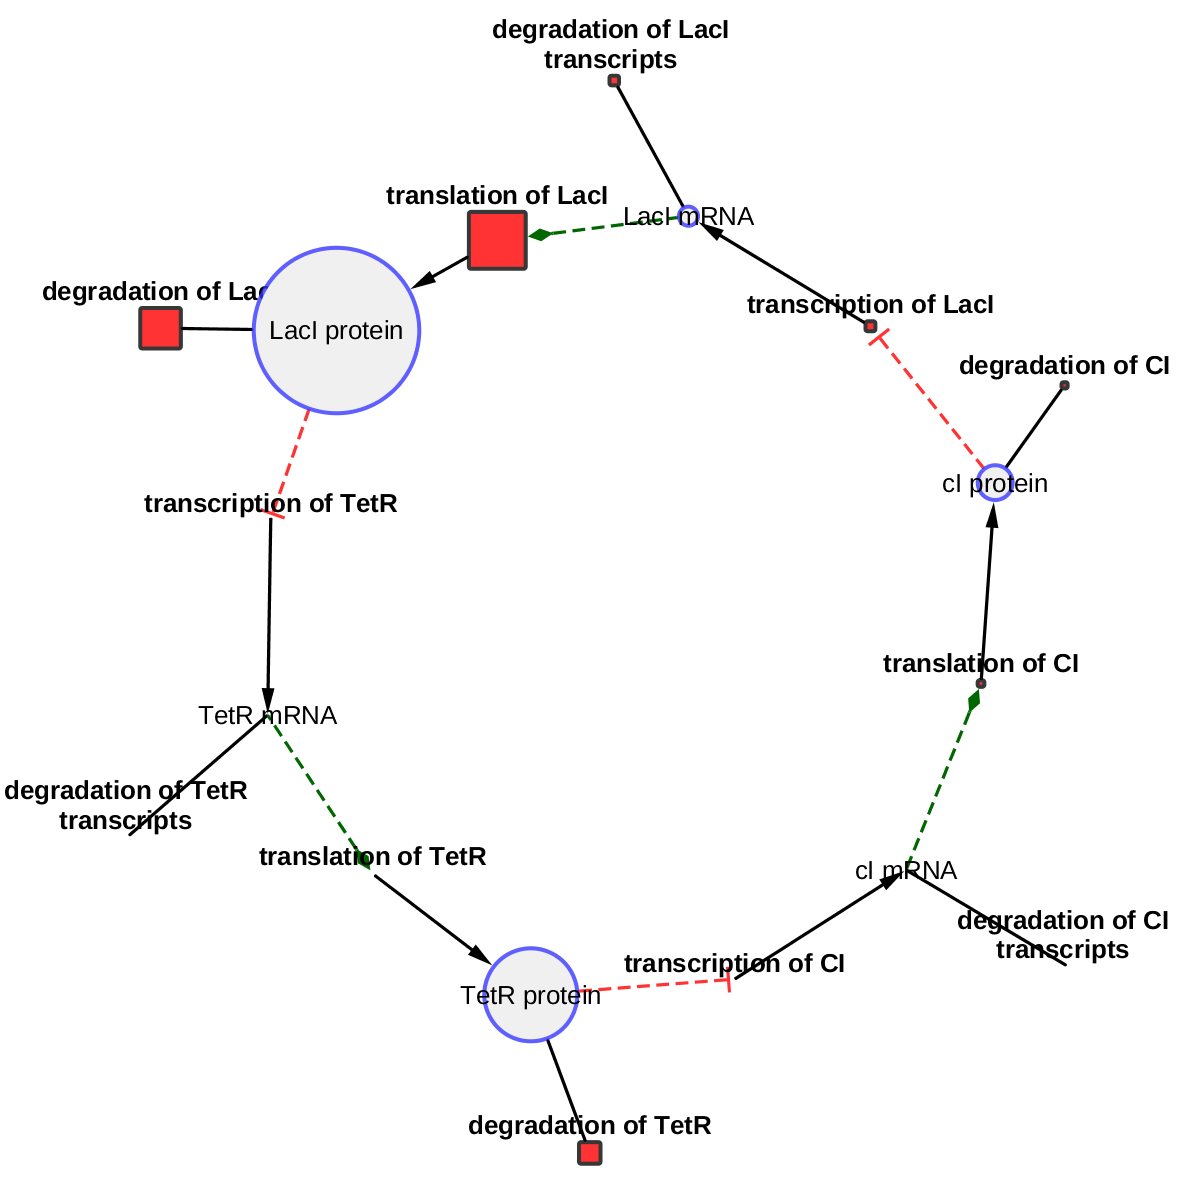 degradation of LacI
transcripts
translation of LacI
LacI mRNA
degradation of Lac
transcription of LacI
LacI protein
degradation of CI
cI protein
transcription of TetR
translation of CI
TetR mRNA
degradation of TetR
transcripts
translation of TetR
cI mRNA
degradation of CI
transcripts
transcription of CI
TetR protein
degradation of TetR